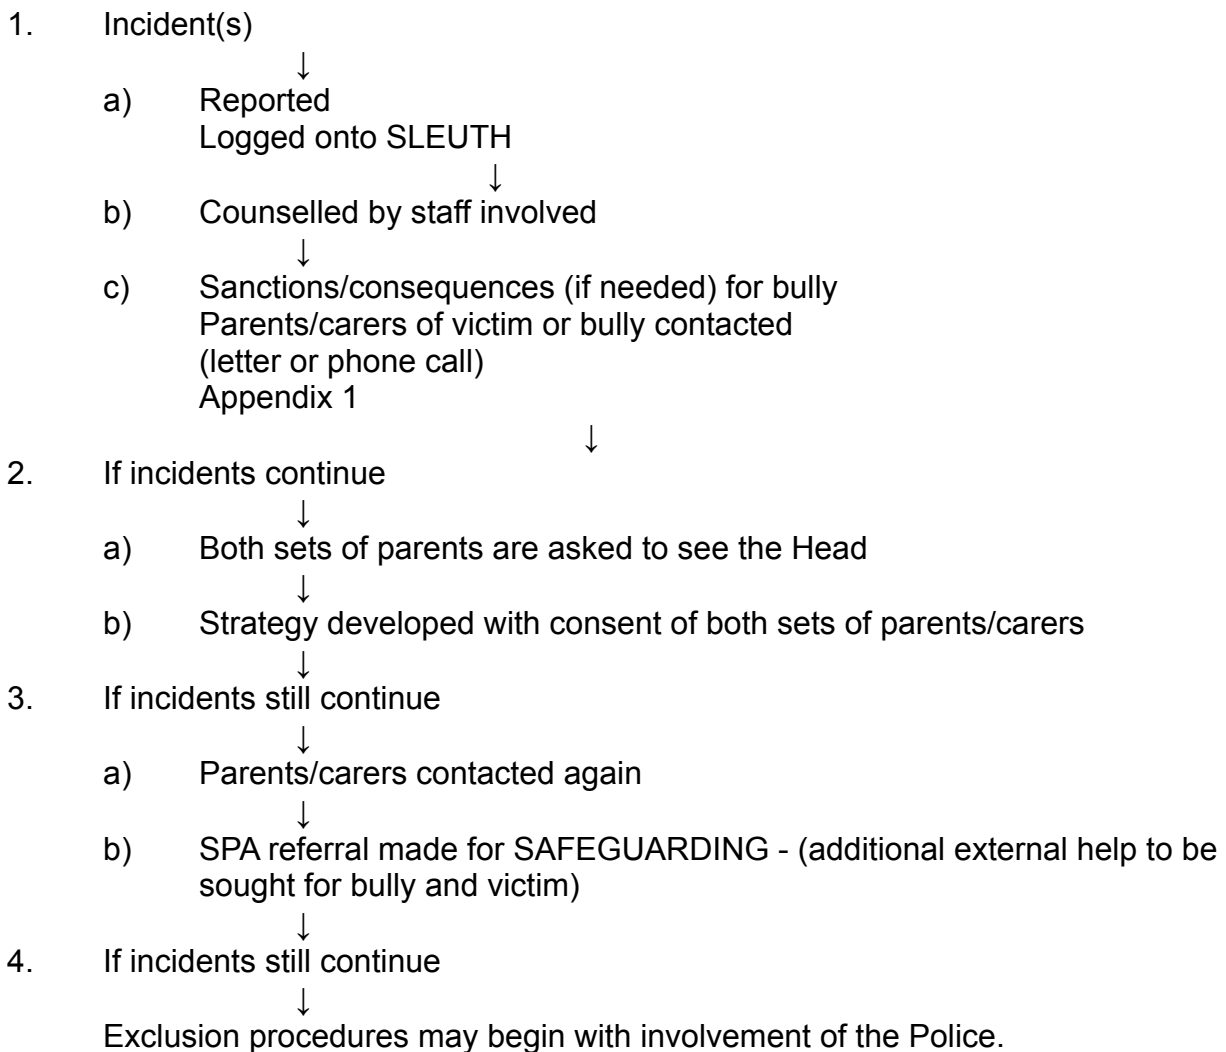 1. Incident(s)
↓
a) Reported
Logged onto SLEUTH
↓
b) Counselled by staff involved
↓
c) Sanctions/consequences (if needed) for bully
Parents/carers of victim or bully contacted
(letter or phone call)
Appendix 1
↓
2. If incidents continue
↓
a) Both sets of parents are asked to see the Head
↓
b) Strategy developed with consent of both sets of parents/carers
↓
3. If incidents still continue
↓
a) Parents/carers contacted again
↓
b) SPA referral made for SAFEGUARDING - (additional external help to be
sought for bully and victim)
↓
4. If incidents still continue
↓
Exclusion procedures may begin with involvement of the Police.